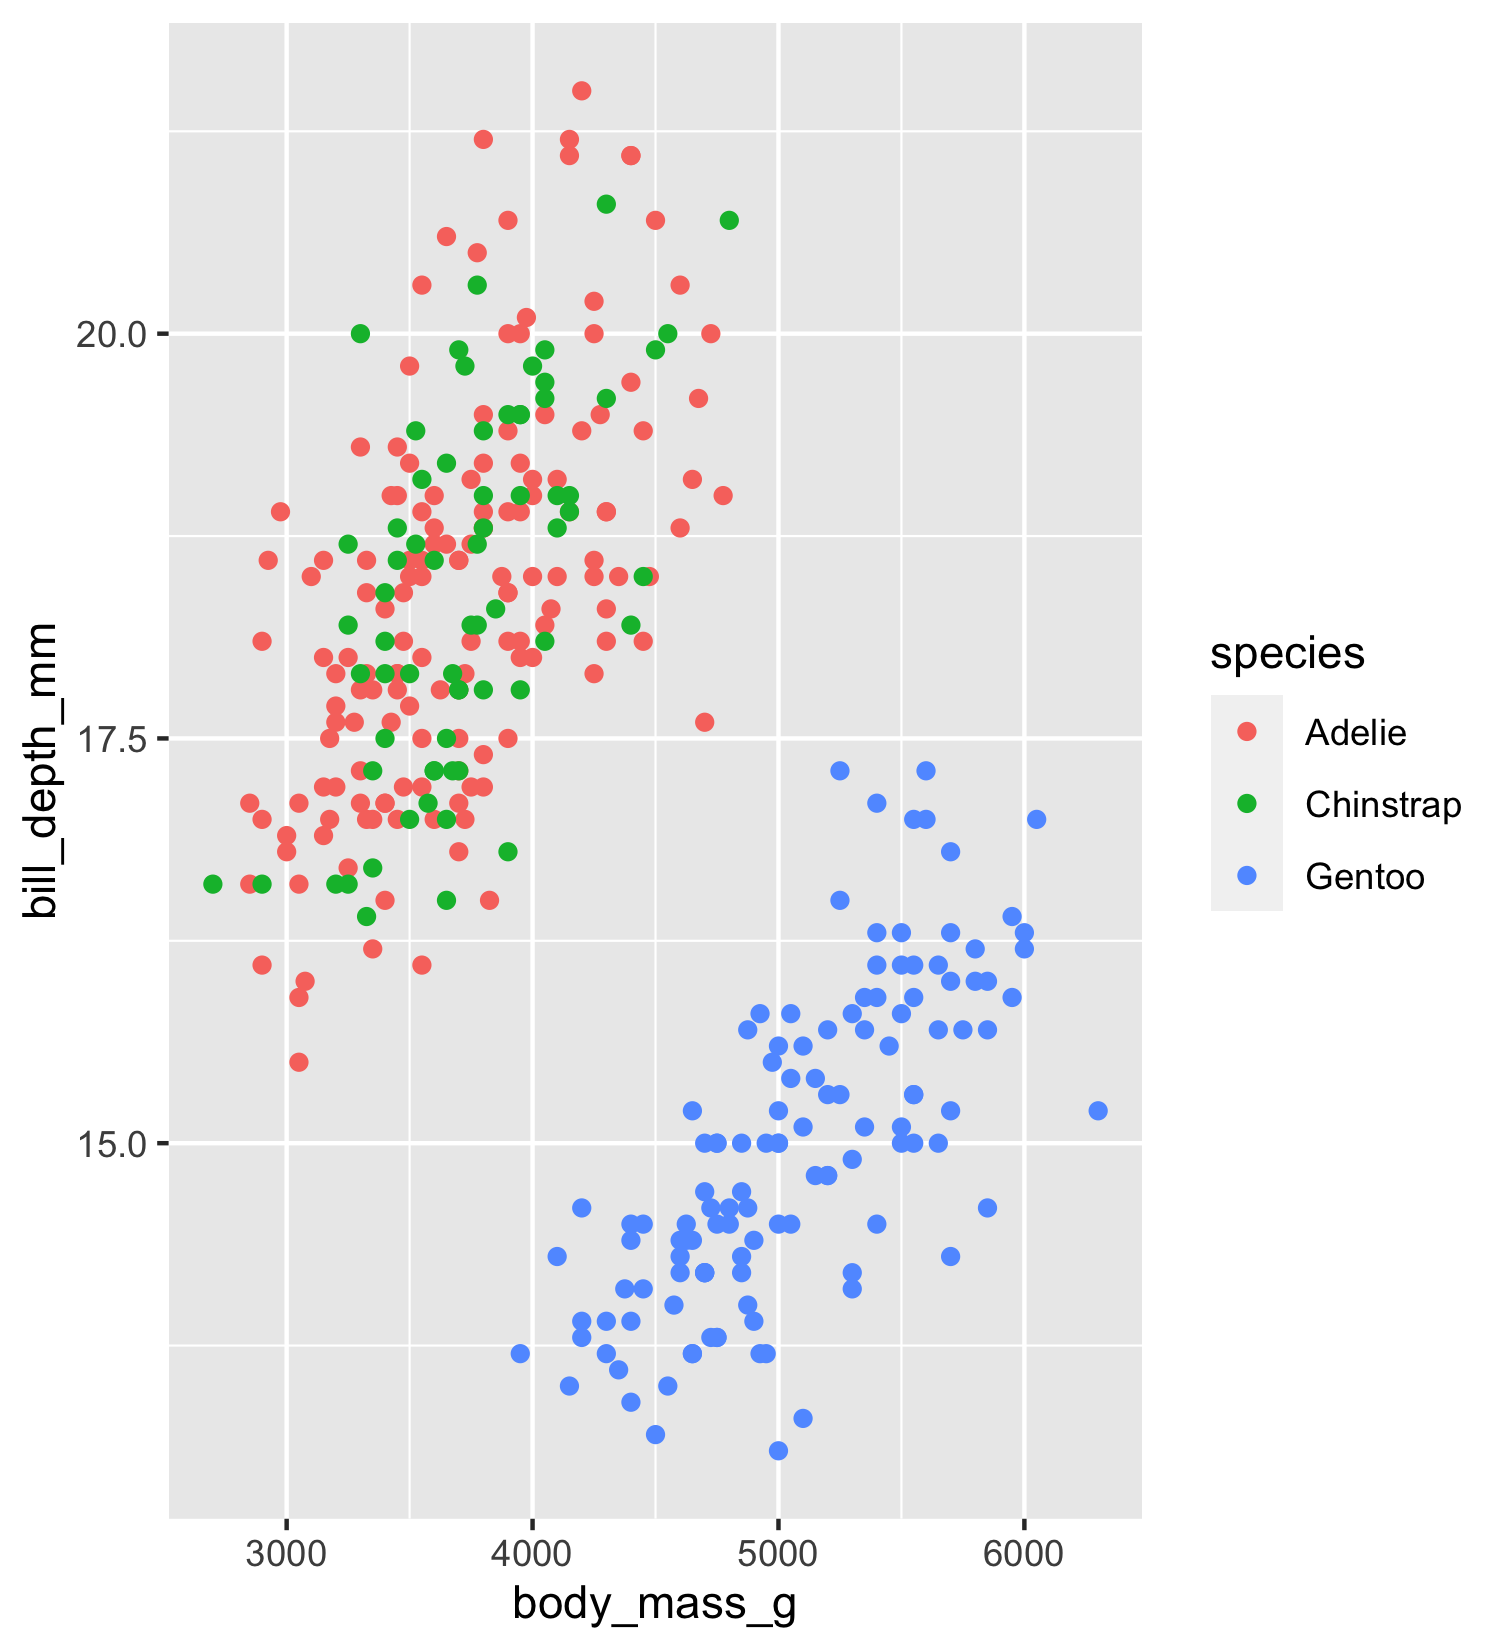 20.0
17.5
15.0
bill_depth_mm
3000 4000 5000 6000
body_mass_g
species
Adelie
Chinstrap
Gentoo